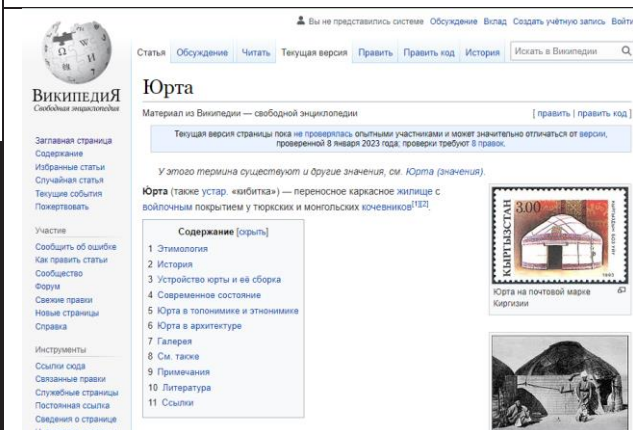 Вы не представились системе Обсуждение Вклад Создать учётную запись Войти
Статья Обсуждение Читать Текущая версия Править Править код История Искать в Википедии
ВИКИПЕДИЯ
Свободная энциклопедия
Заглавная страница
Содержание
Избранные статьи
Случайная статья
Текущие события
Пожертвовать
Участие
Сообщить об ошибке
Как править статьи
Сообщество
Форум
Свежие правки
Новые страницы
Справка
Инструменты
Ссылки сюда
Связанные правки
Служебные страницы
Постоянная ссылка
Сведения о странице
Юрта
Материал из Википедии — свободной энциклопедии [ править | править код ]
Текущая версия страницы пока не проверялась опытными участниками и может значительно отличаться от версии,
проверенной 8 января 2023 года; проверки требуют 8 правок.
У этого термина существуют и другие значения, см. Юрта (значения).
Ю́рта (также устар. «кибитка») — переносное каркасное жилище с
войлочным покрытием у тюркских и монгольских кочевников[1][2].
Содержание [скрыть]
1 Этимология
2 История
3 Устройство юрты и её сборка
4 Современное состояние
5 Юрта в топонимике и этнонимике
6 Юрта в архитектуре
7 Галерея
8 См. также
9 Примечания
10 Литература
11 Ссылки
3.00
КЫРГЫЗСТАН
1993
Юрта на почтовой марке
Киргизии